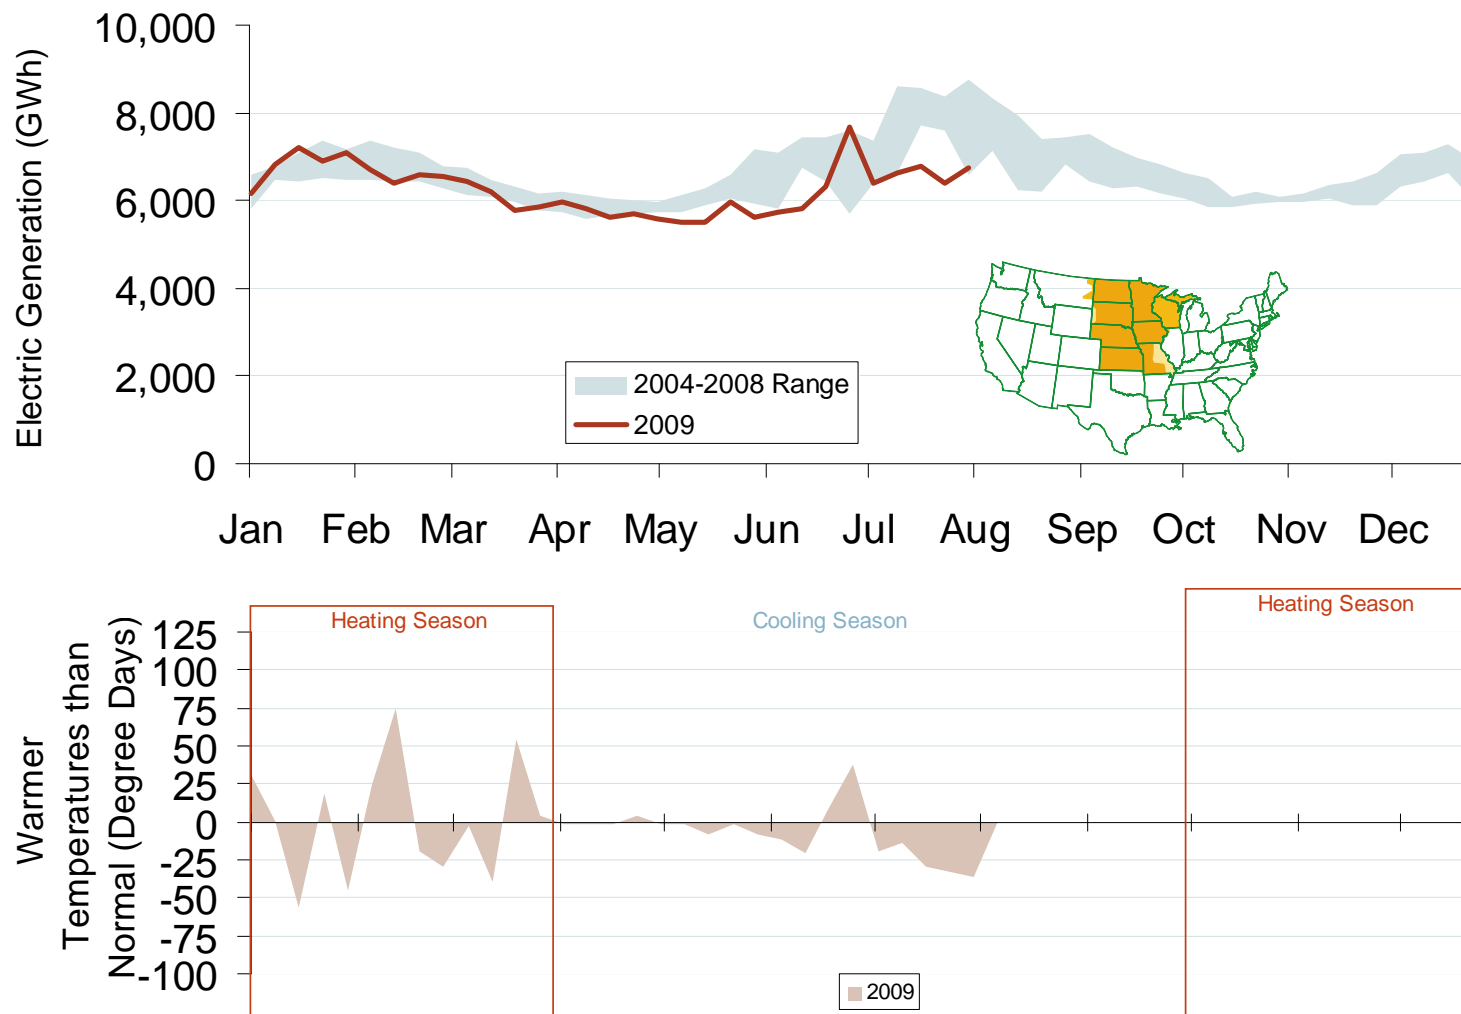 Electric Generation (GWh)
10,000
8,000
6,000
4,000
2,000
0
2004-2008 Range
2009
Jan Feb Mar Apr May Jun Jul Aug Sep Oct Nov Dec
Warmer
Temperatures than
Normal (Degree Days)
Heating Season
Cooling Season
Heating Season
125
100
75
50
25
0
-25
-50
-75
-100
2009